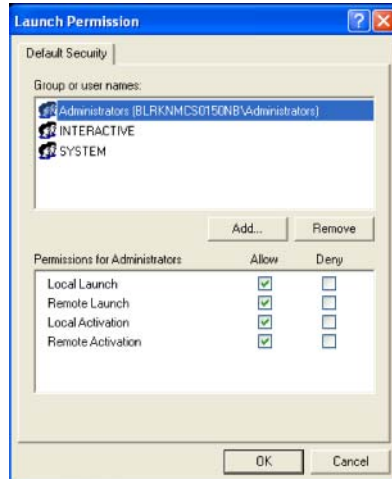 Launch Permission
Default Security
Group or user names:
Administrators (BLRKNMCS0150NB\Administrators)
INTERACTIVE
SYSTEM
Add... Remove
Permissions for Administrators Allow Deny
Local Launch
Remote Launch
Local Activation
Remote Activation
OK Cancel